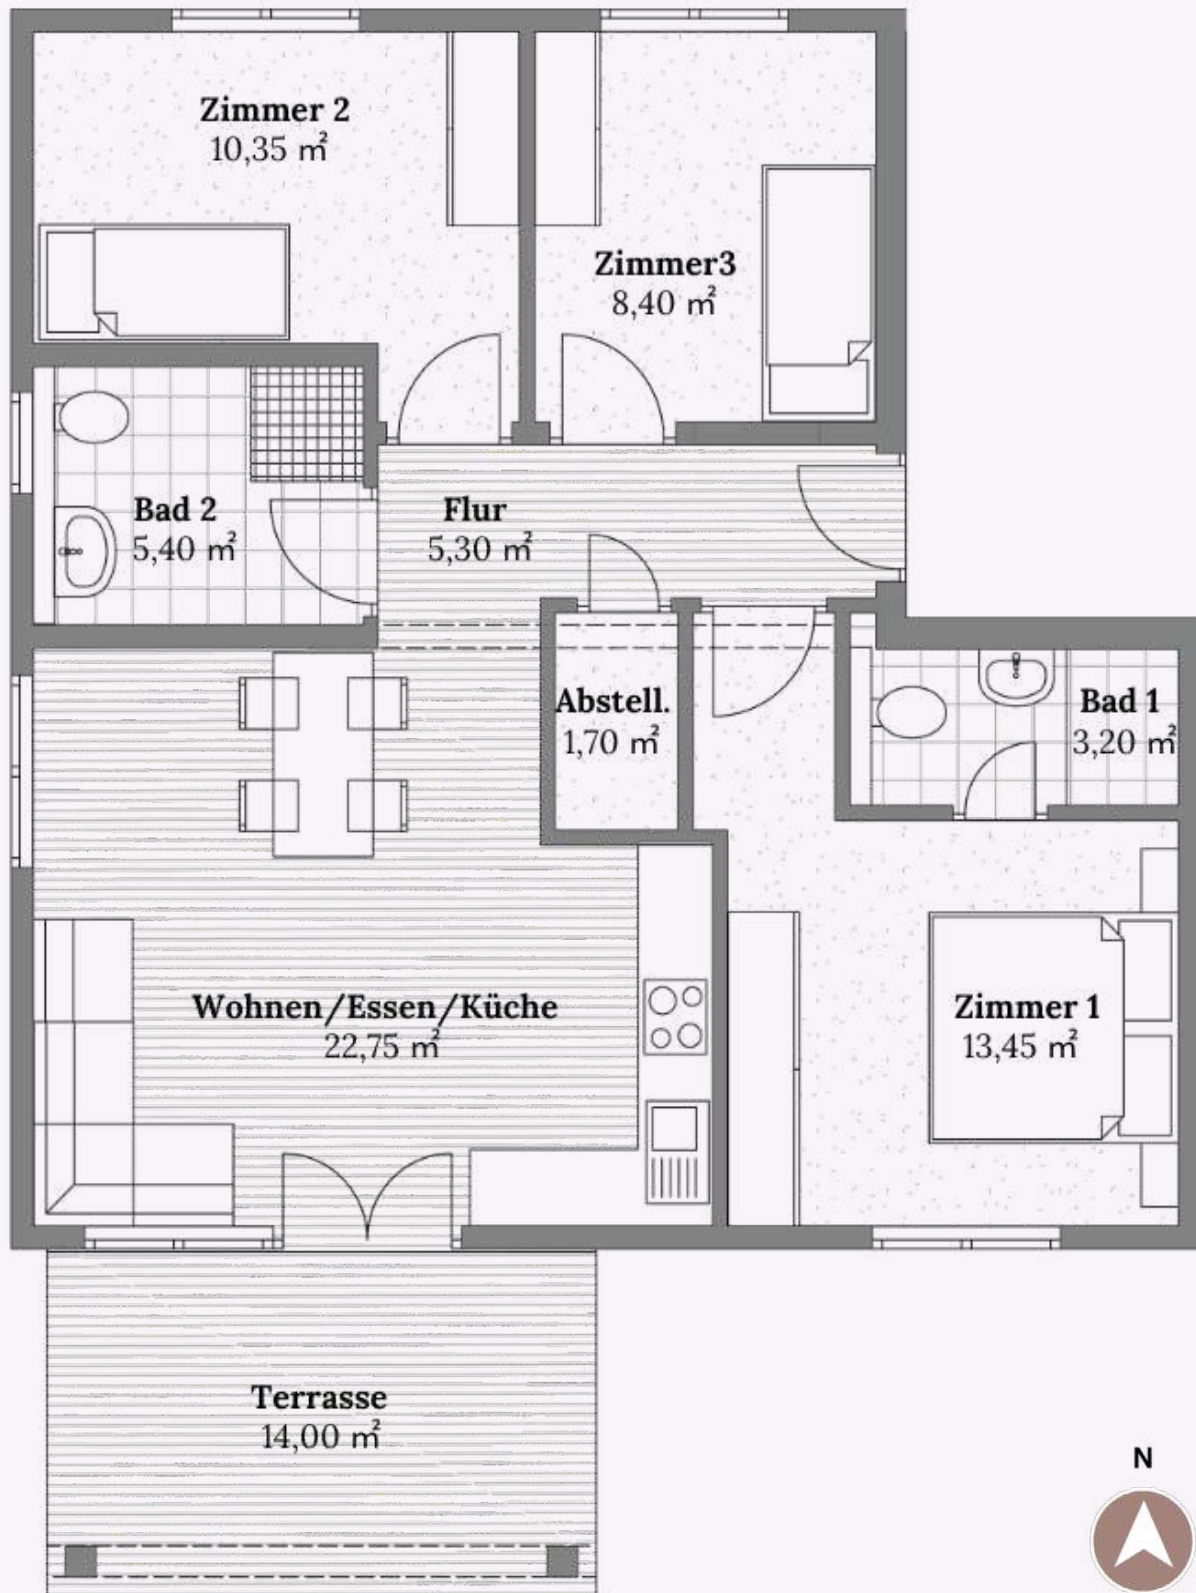 Zimmer 2
10,35 m²
Zimmer3
8,40 m²
Bad 2
5,40 m²
Flur
5,30 m²
Abstell.
1,70 m²
Bad 1
3,20 m²
Wohnen/Essen/Küche
22,75 m²
Zimmer 1
13,45 m²
Terrasse
14,00 m²
N